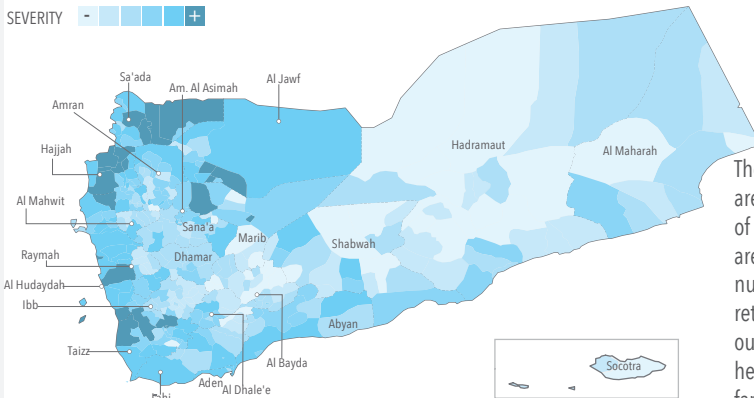 SEVERITY - +
Sa'ada
Am. Al Asimah
Al Jawf
Amran
Hajjah
Hadramaut
Al Maharah
Al Mahwit
Sana'a
Marib
Shabwah
Raymah
Dhamar
Al Hudaydah
Ibb
Abyan
Taizz
Al Bayda
Aden
Al Dhale'e
Socotra
Th
are
of
are
nu
ret
ou
he